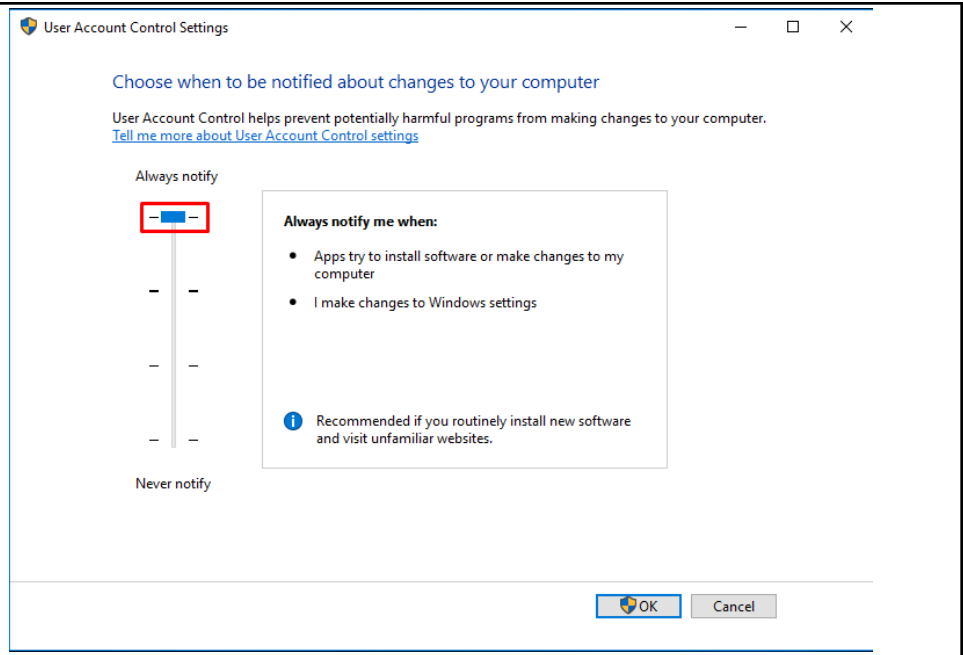 User Account Control Settings
Choose when to be notified about changes to your computer
User Account Control helps prevent potentially harmful programs from making changes to your computer.
Tell me more about User Account Control settings
Always notify
Always notify me when:
Apps try to install software or make changes to my
computer
I make changes to Windows settings
Recommended if you routinely install new software
and visit unfamiliar websites.
Never notify
OK
Cancel